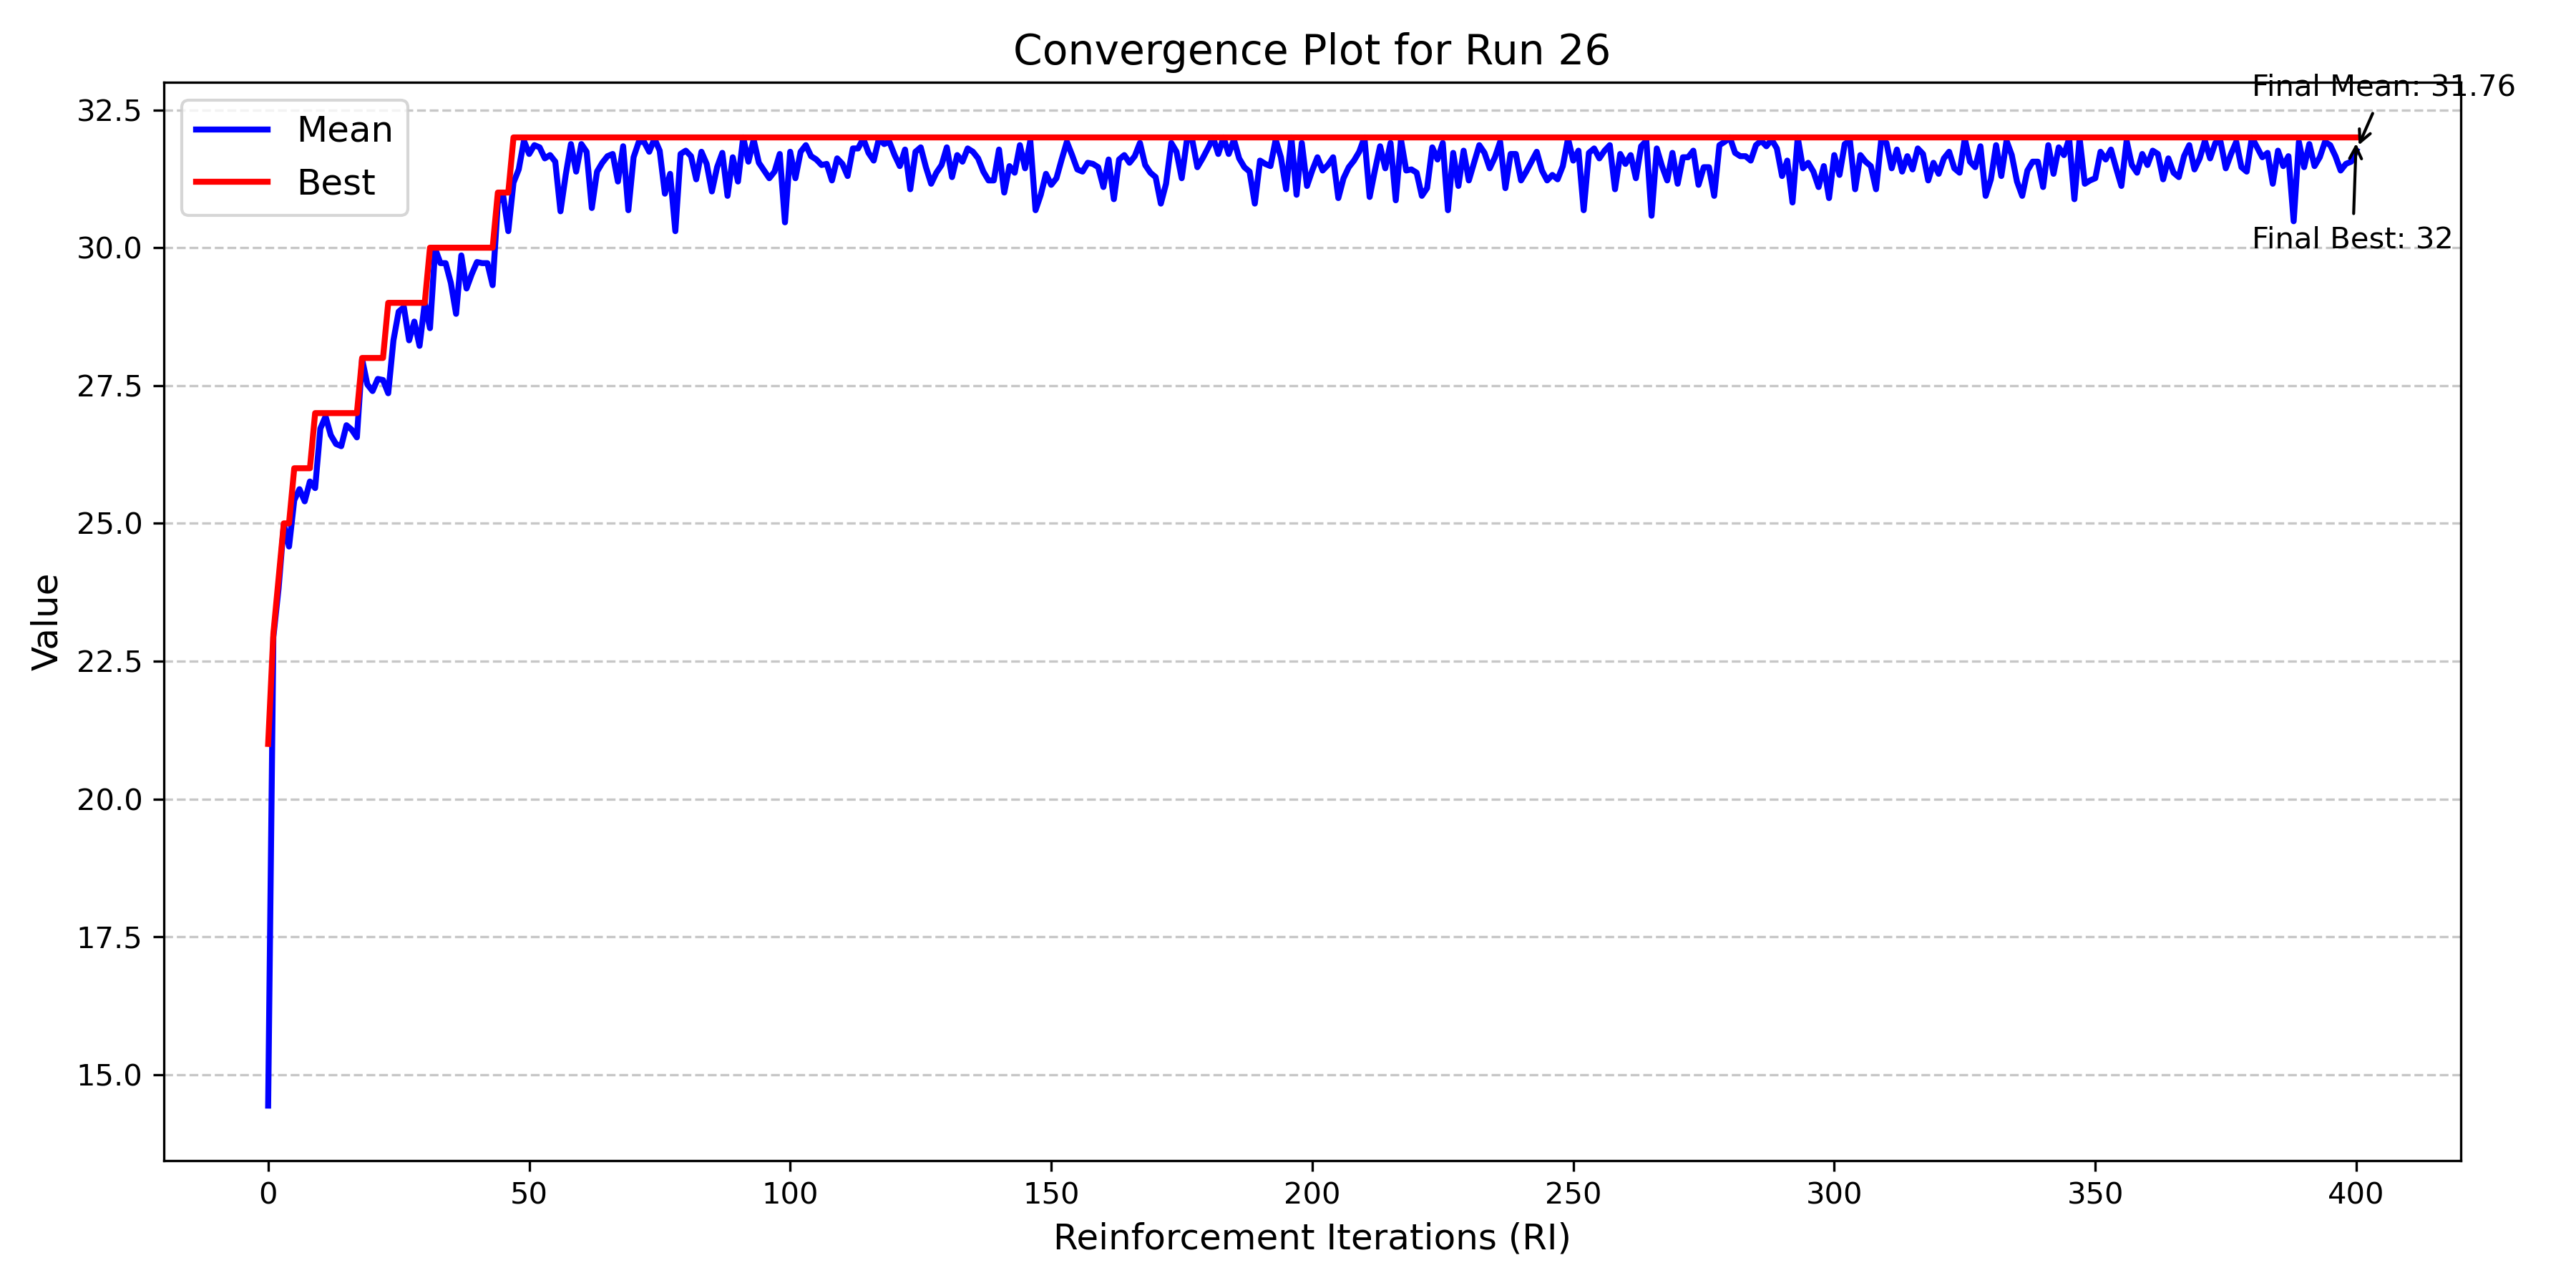 Convergence Plot for Run 26
Final Mean: 31.76
Mean
Best
Final Best: 32
32.5
30.0
27.5
25.0
22.5
20.0
17.5
15.0
Value
0 50 100 150 200 250 300 350 400
Reinforcement Iterations (RI)